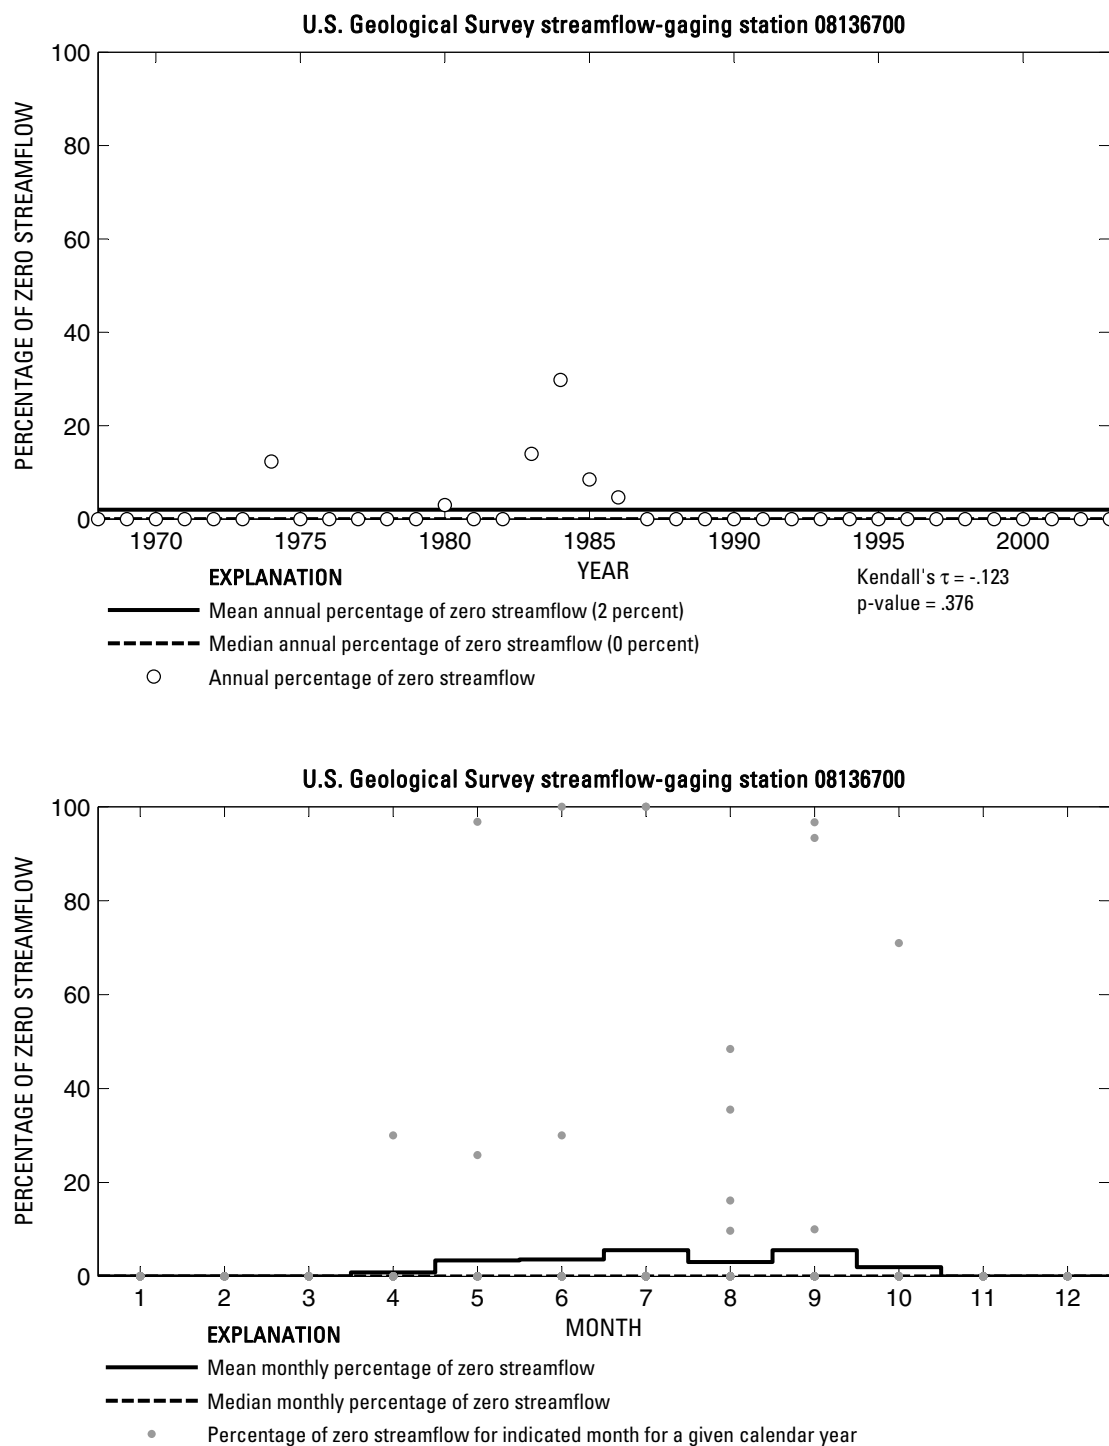 U.S. Geological Survey streamflow-gaging station 08136700
PERCENTAGE OF ZERO STREAMFLOW
100
80
60
40
20
0
1970 1975 1980 1985 1990 1995 2000
YEAR
Kendall's τ = -.123
p-value = .376
EXPLANATION
Mean annual percentage of zero streamflow (2 percent)
Median annual percentage of zero streamflow (0 percent)
Annual percentage of zero streamflow
U.S. Geological Survey streamflow-gaging station 08136700
PERCENTAGE OF ZERO STREAMFLOW
100
80
60
40
20
0
1 2 3 4 5 6 7 8 9 10 11 12
MONTH
EXPLANATION
Mean monthly percentage of zero streamflow
Median monthly percentage of zero streamflow
Percentage of zero streamflow for indicated month for a given calendar year